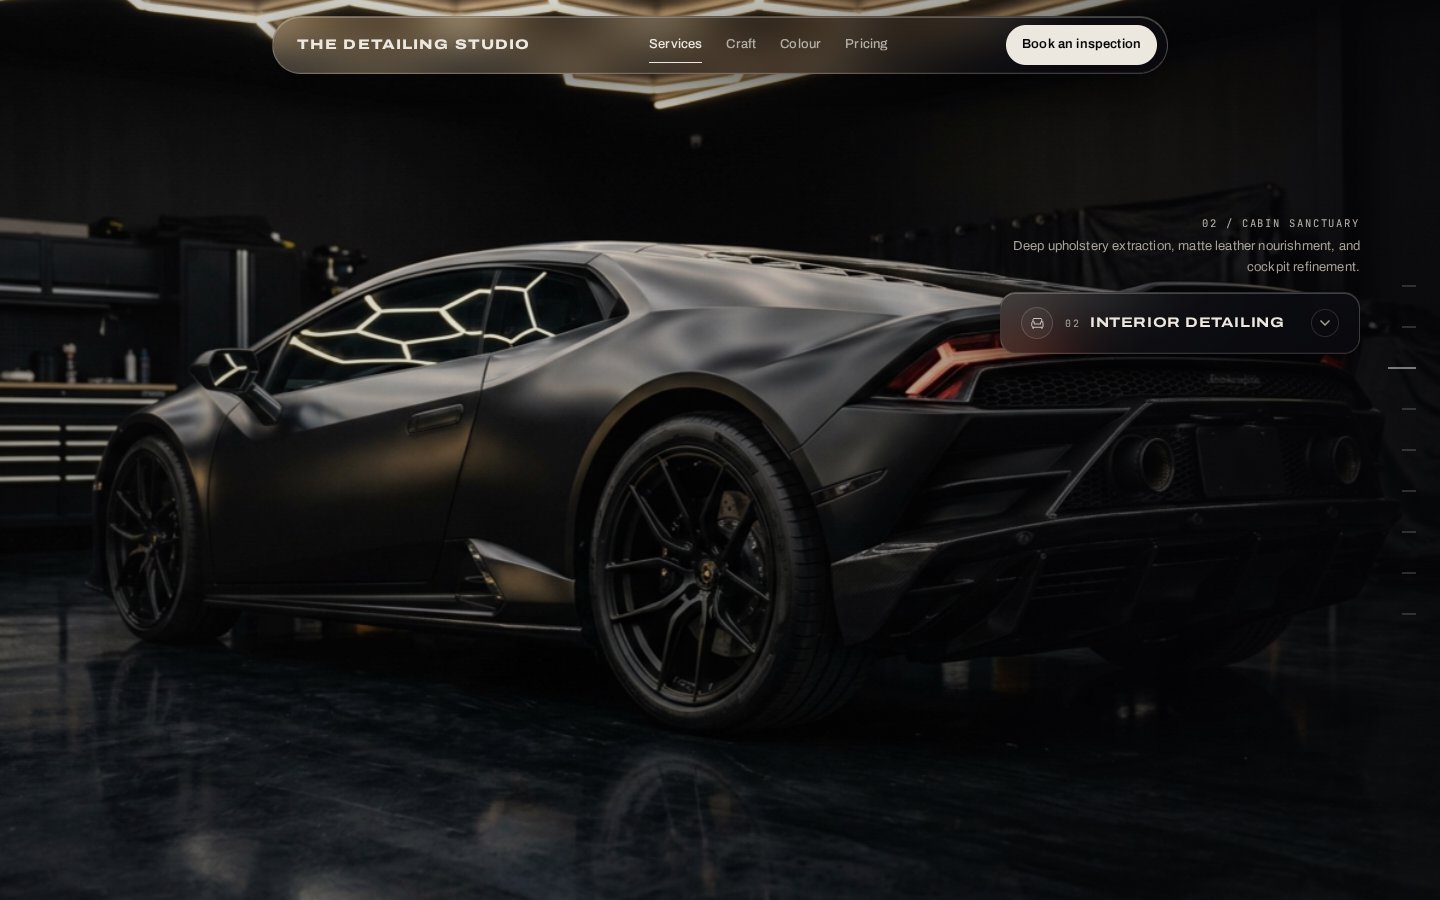 THE DETAILING STUDIO
Services Craft Colour Pricing
Book an inspection
02 / CABIN SANCTUARY
Deep upholstery extraction, matte leather nourishment, and
cockpit refinement.
02 INTERIOR DETAILING